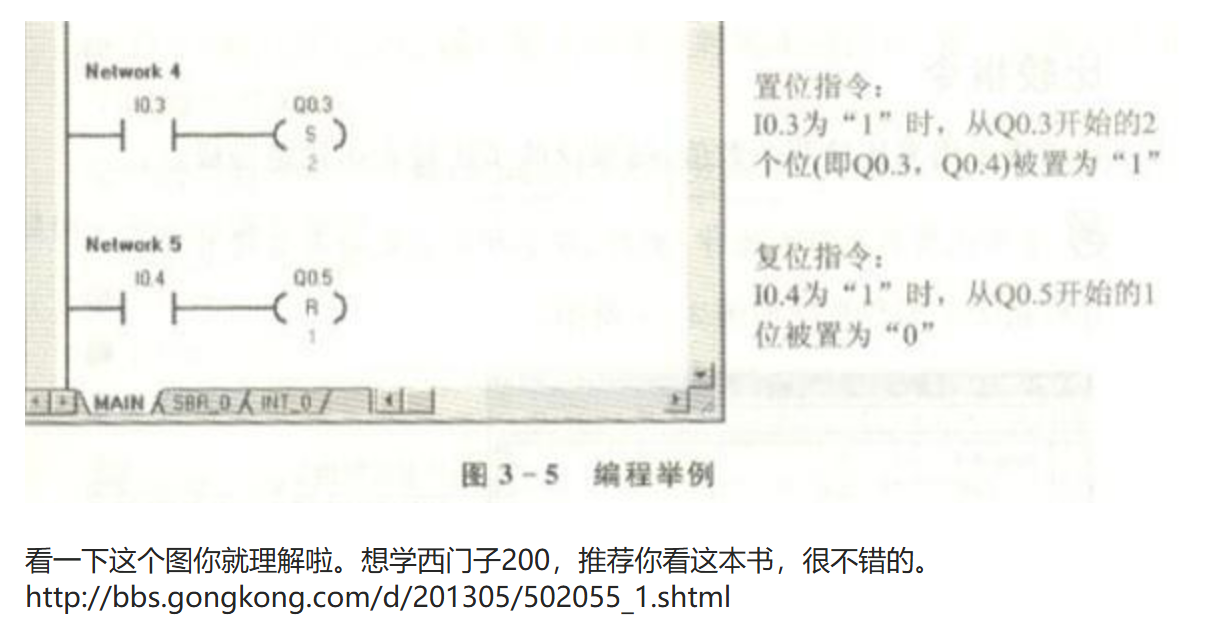 Network 4
I0.3
Q0.3
S
2
置位指令：
I0.3为“1”时，从Q0.3开始的2
个位(即Q0.3，Q0.4)被置为“1”
Network 5
I0.4
Q0.5
R
1
复位指令：
I0.4为“1”时，从Q0.5开始的1
位被置为“0”
MAIN SBR_0 INT_0
图 3-5 编程举例
看一下这个图你就理解啦。想学西门子200，推荐你看这本书，很不错的。
http://bbs.gongkong.com/d/201305/502055_1.shtml